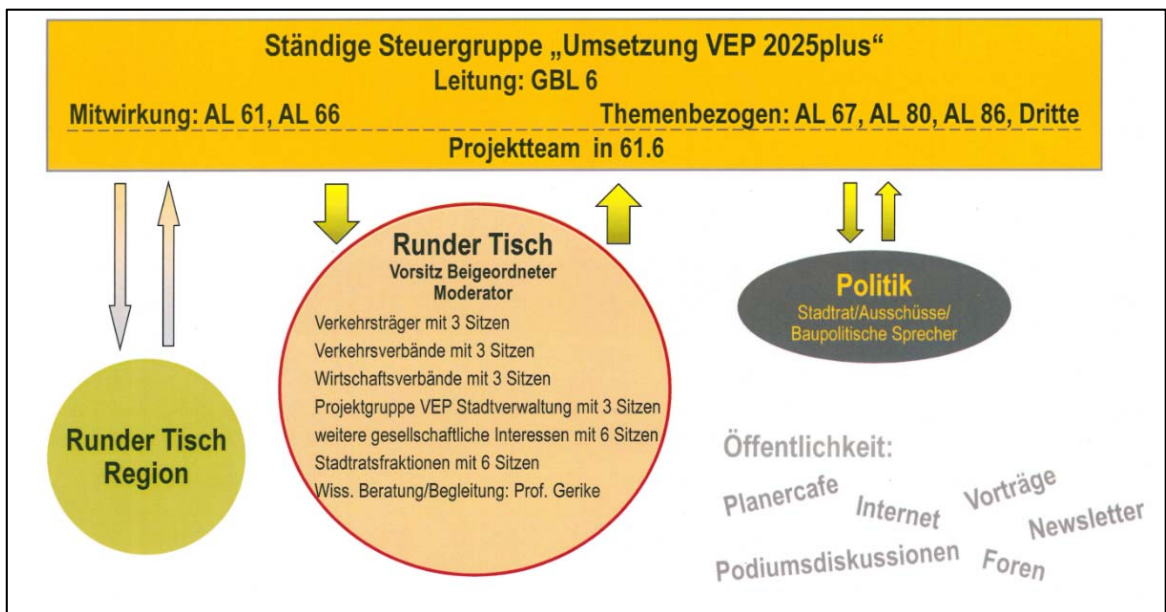 Ständige Steuergruppe „Umsetzung VEP 2025plus“
Leitung: GBL 6
Mitwirkung: AL 61, AL 66
Themenbezogen: AL 67, AL 80, AL 86, Dritte
Projektteam in 61.6
Runder Tisch
Region
Runder Tisch
Vorsitz Beigeordneter
Moderator
Verkehrsträger mit 3 Sitzen
Verkehrsverbände mit 3 Sitzen
Wirtschaftsverbände mit 3 Sitzen
Projektgruppe VEP Stadtverwaltung mit 3 Sitzen
weitere gesellschaftliche Interessen mit 6 Sitzen
Stadtratsfraktionen mit 6 Sitzen
Wiss. Beratung/Begleitung: Prof. Gerike
Politik
Stadtrat/Ausschüsse/
Baupolitische Sprecher
Öffentlichkeit:
Planercafe
Internet
Vorträge
Newsletter
Podiumsdiskussionen
Foren